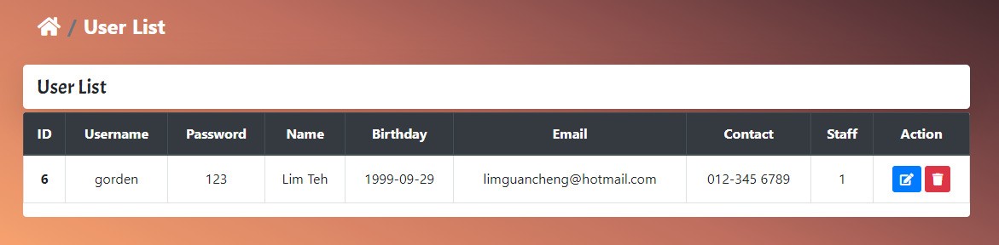 / User List
User List
ID Username Password Name Birthday Email Contact Staff Action
6 gorden 123 Lim Teh 1999-09-29 limguancheng@hotmail.com 012-345 6789 1